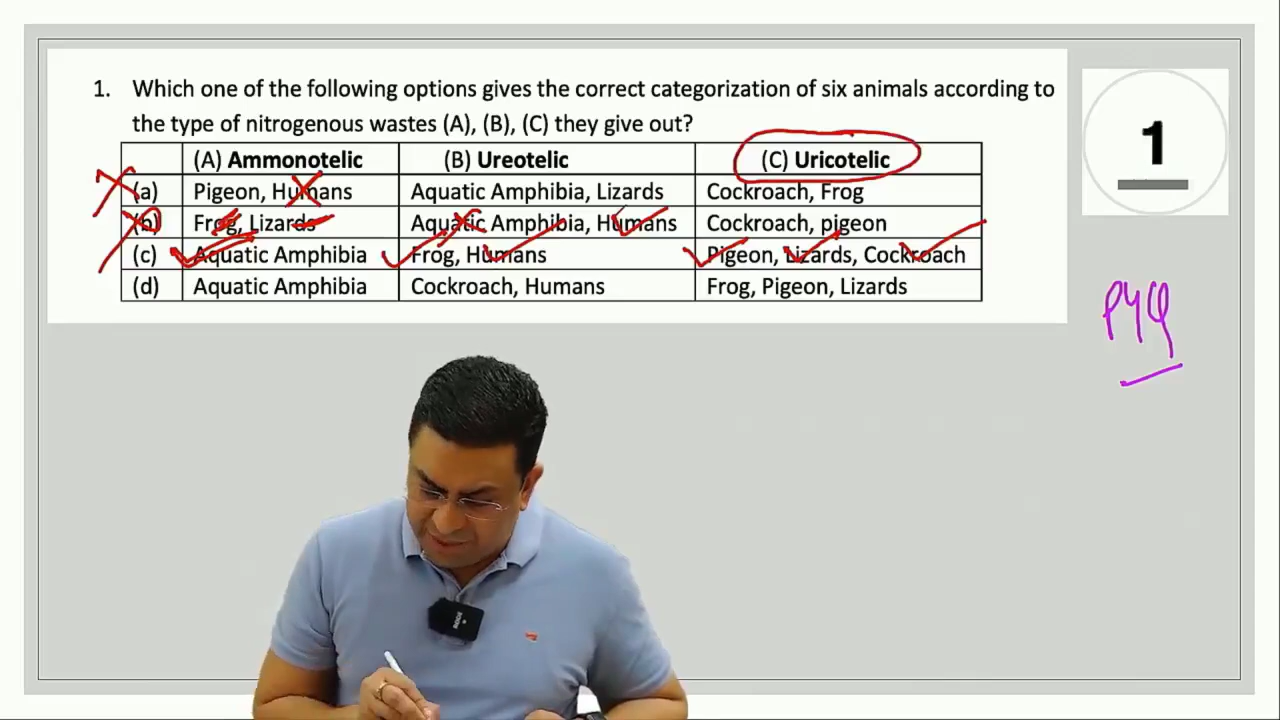 1. Which one of the following options gives the correct categorization of six animals according to
the type of nitrogenous wastes (A), (B), (C) they give out?
(A) Ammonotelic (B) Ureotelic (C) Uricotelic
(a) Pigeon, Humans Aquatic Amphibia, Lizards Cockroach, Frog
(b) Frog, Lizards Aquatic Amphibia, Humans Cockroach, pigeon
(c) Aquatic Amphibia Frog, Humans Pigeon, Lizards, Cockroach
(d) Aquatic Amphibia Cockroach, Humans Frog, Pigeon, Lizards
1
PYQ